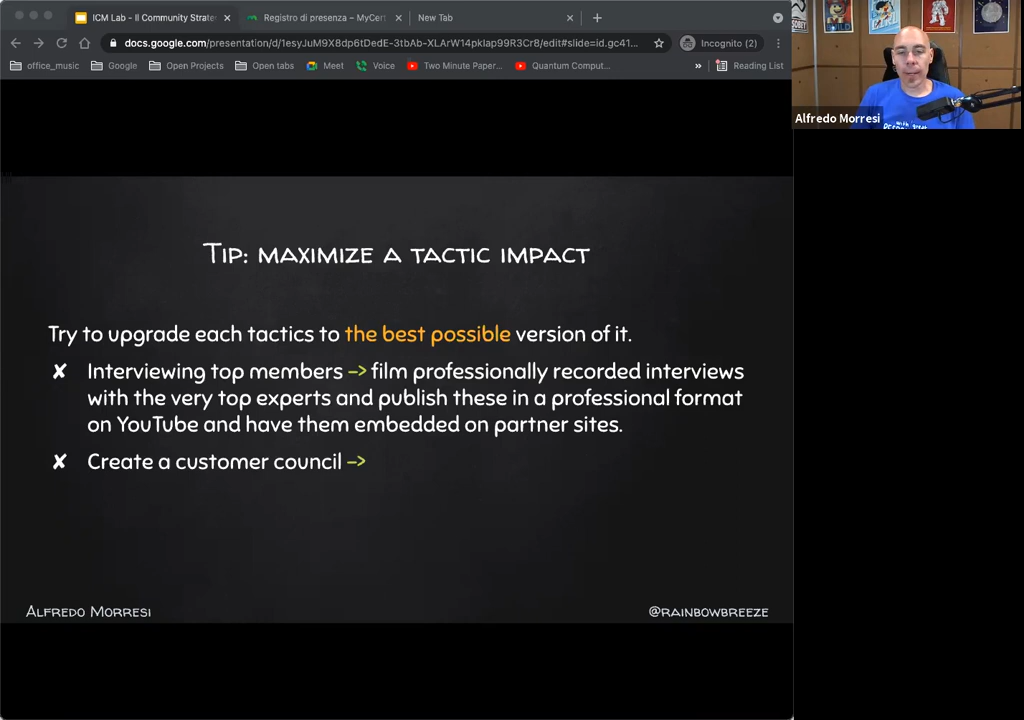 ICM Lab - Il Community Strate
Registro di presenza – MyCert
New Tab
docs.google.com/presentation/d/1esyJuM9X8dp6tDedE-3tbAb-XLArW14pkIap99R3Cr8/edit#slide=id.gc41...
Incognito (2)
office_music
Google
Open Projects
Open tabs
Meet
Voice
Two Minute Paper...
Quantum Comput...
»
Reading List
Alfredo Morresi
Tip: maximize a tactic impact
Try to upgrade each tactics to the best possible version of it.
✘ Interviewing top members -> film professionally recorded interviews
with the very top experts and publish these in a professional format
on YouTube and have them embedded on partner sites.
✘ Create a customer council ->
Alfredo Morresi
@rainbowbreeze